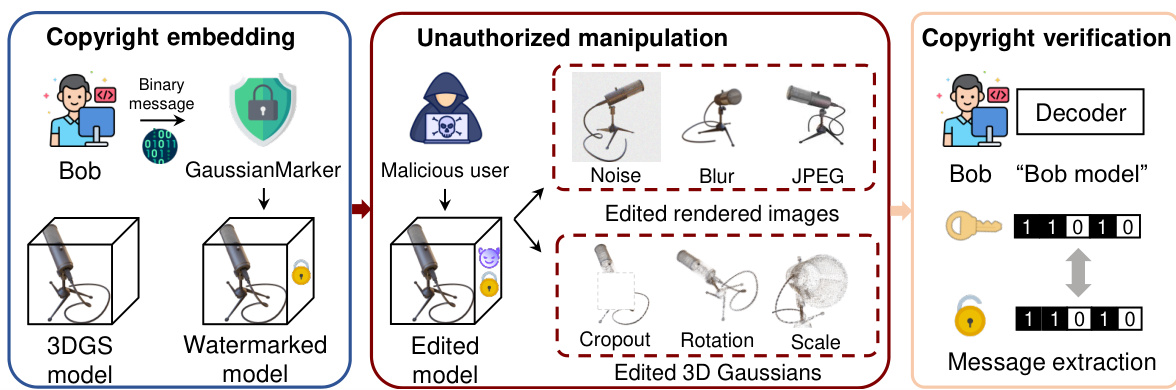 Copyright embedding
Binary
message
</>
Bob
GaussianMarker
3DGS
model
Watermarked
model
Unauthorized manipulation
Malicious user
Edited
model
Noise
Blur
JPEG
Edited rendered images
Cropout
Rotation
Scale
Edited 3D Gaussians
Copyright verification
</>
Decoder
Bob
“Bob model”
1 1 0 1 0
1 1 0 1 0
Message extraction